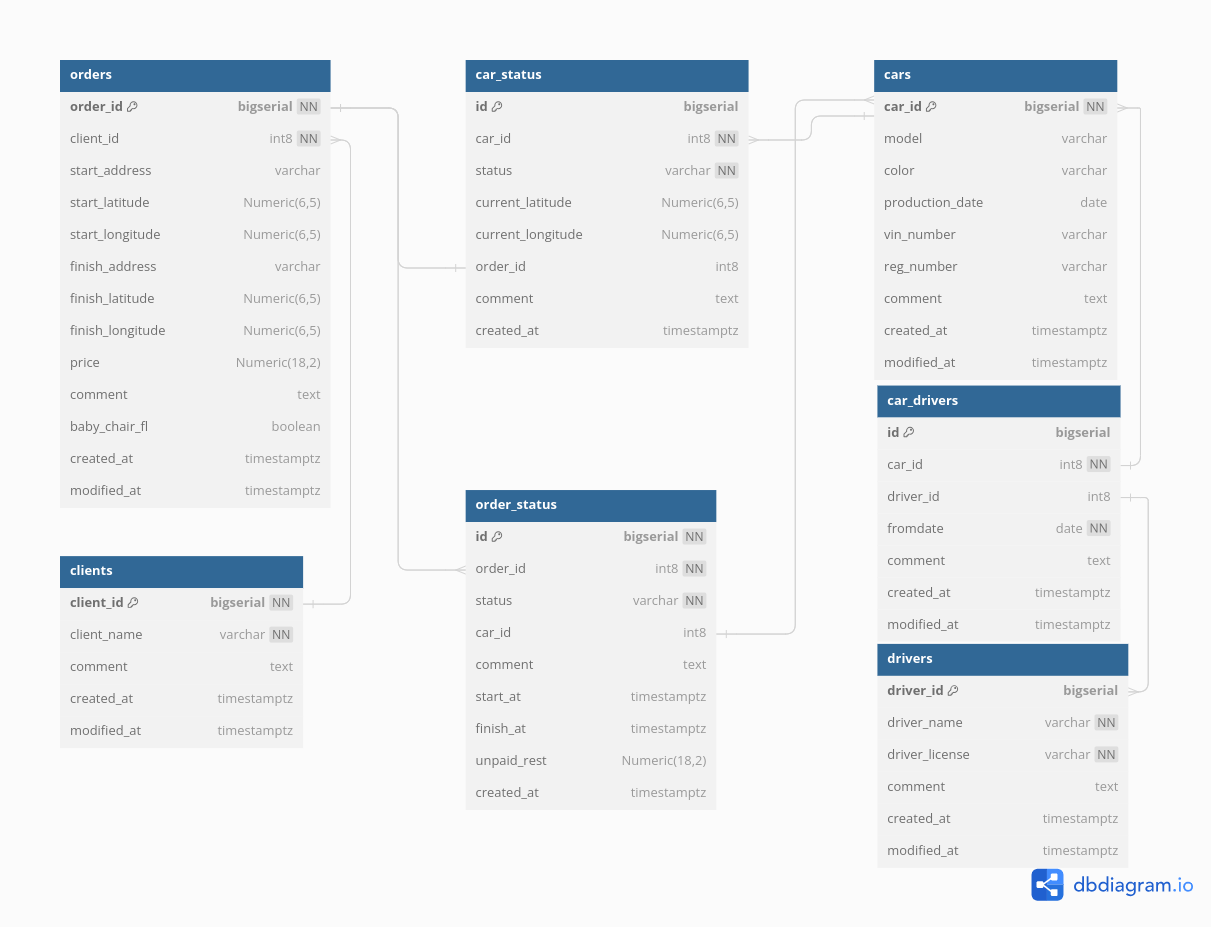 orders
order_id bigserial NN
client_id int8 NN
start_address varchar
start_latitude Numeric(6,5)
start_longitude Numeric(6,5)
finish_address varchar
finish_latitude Numeric(6,5)
finish_longitude Numeric(6,5)
price Numeric(18,2)
comment text
baby_chair_fl boolean
created_at timestamptz
modified_at timestamptz
clients
client_id bigserial NN
client_name varchar NN
comment text
created_at timestamptz
modified_at timestamptz
car_status
id bigserial
car_id int8 NN
status varchar NN
current_latitude Numeric(6,5)
current_longitude Numeric(6,5)
order_id int8
comment text
created_at timestamptz
order_status
id bigserial NN
order_id int8 NN
status varchar NN
car_id int8
comment text
start_at timestamptz
finish_at timestamptz
unpaid_rest Numeric(18,2)
created_at timestamptz
cars
car_id bigserial NN
model varchar
color varchar
production_date date
vin_number varchar
reg_number varchar
comment text
created_at timestamptz
modified_at timestamptz
car_drivers
id bigserial
car_id int8 NN
driver_id int8
fromdate date NN
comment text
created_at timestamptz
modified_at timestamptz
drivers
driver_id bigserial
driver_name varchar NN
driver_license varchar NN
comment text
created_at timestamptz
modified_at timestamptz
dbdiagram.io